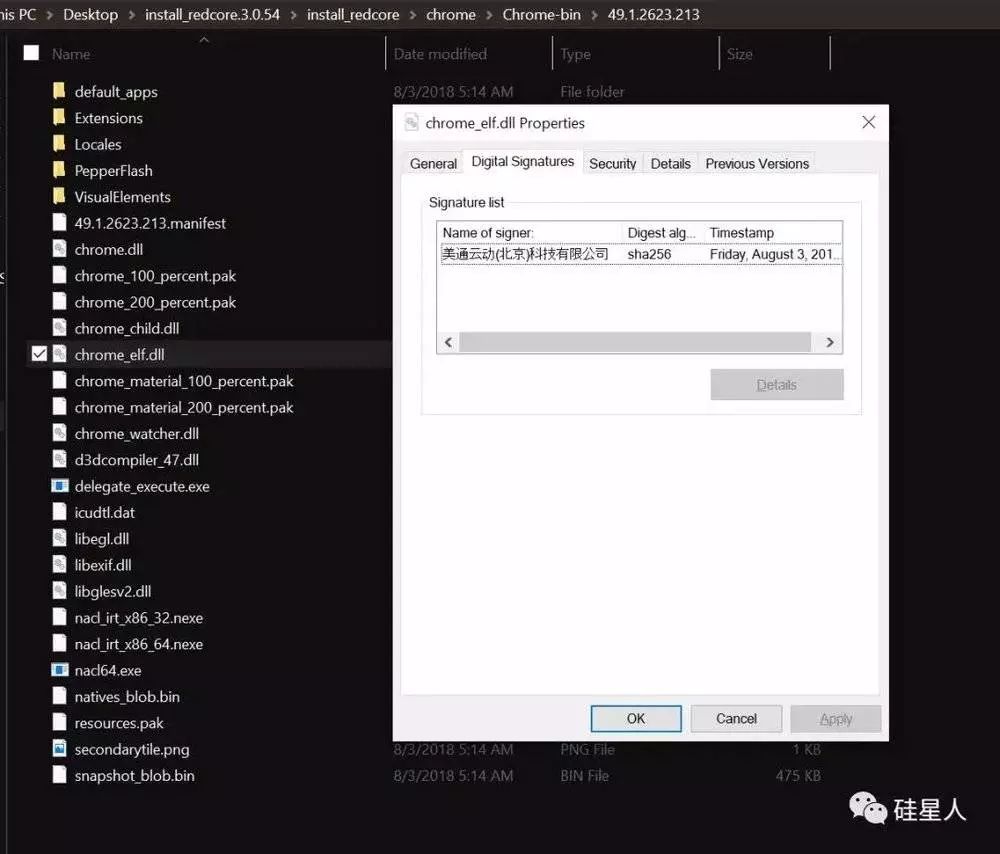 his PC > Desktop > install_redcore.3.0.54 > install_redcore > chrome > Chrome-bin > 49.1.2623.213
Name Date modified Type Size
default_apps 8/3/2018 5:14 AM File folder
Extensions
Locales
PepperFlash
VisualElements
49.1.2623.213.manifest
chrome.dll
chrome_100_percent.pak
chrome_200_percent.pak
chrome_child.dll
chrome_elf.dll
chrome_material_100_percent.pak
chrome_material_200_percent.pak
chrome_watcher.dll
d3dcompiler_47.dll
delegate_execute.exe
icudtl.dat
libegl.dll
libexif.dll
libglesv2.dll
nacl_irt_x86_32.nexe
nacl_irt_x86_64.nexe
nacl64.exe
natives_blob.bin
resources.pak
secondarytile.png 8/3/2018 5:14 AM PNG File 1 KB
snapshot_blob.bin 8/3/2018 5:14 AM BIN File 475 KB
chrome_elf.dll Properties
General Digital Signatures Security Details Previous Versions
Signature list
Name of signer: Digest alg... Timestamp
美通云动(北京)科技有限公司 sha256 Friday, August 3, 201...
Details
OK Cancel Apply
硅星人